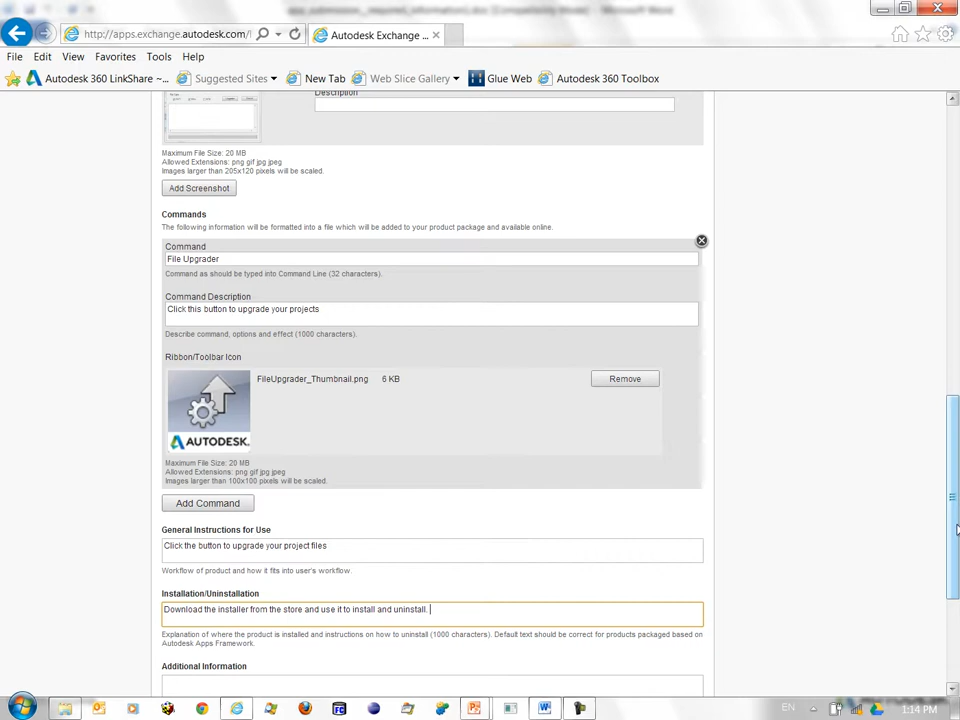 app_submission__required_information1.doc [Compatibility Mode] - Microsoft Word
http://apps.exchange.autodesk.com/
Autodesk Exchange ...
File Edit View Favorites Tools Help
Autodesk 360 LinkShare ~... Suggested Sites New Tab Web Slice Gallery Glue Web Autodesk 360 Toolbox
Description
Maximum File Size: 20 MB
Allowed Extensions: png gif jpg jpeg
Images larger than 205x120 pixels will be scaled.
Add Screenshot
Commands
The following information will be formatted into a file which will be added to your product package and available online.
Command
File Upgrader
Command as should be typed into Command Line (32 characters).
Command Description
Click this button to upgrade your projects
Describe command, options and effect (1000 characters).
Ribbon/Toolbar Icon
FileUpgrader_Thumbnail.png 6 KB Remove
AUTODESK.
Maximum File Size: 20 MB
Allowed Extensions: png gif jpg jpeg
Images larger than 100x100 pixels will be scaled.
Add Command
General Instructions for Use
Click the button to upgrade your project files
Workflow of product and how it fits into user's workflow.
Installation/Uninstallation
Download the installer from the store and use it to install and uninstall.
Explanation of where the product is installed and instructions on how to uninstall (1000 characters). Default text should be correct for products packaged based on
Autodesk Apps Framework.
Additional Information
EN 1:14 PM